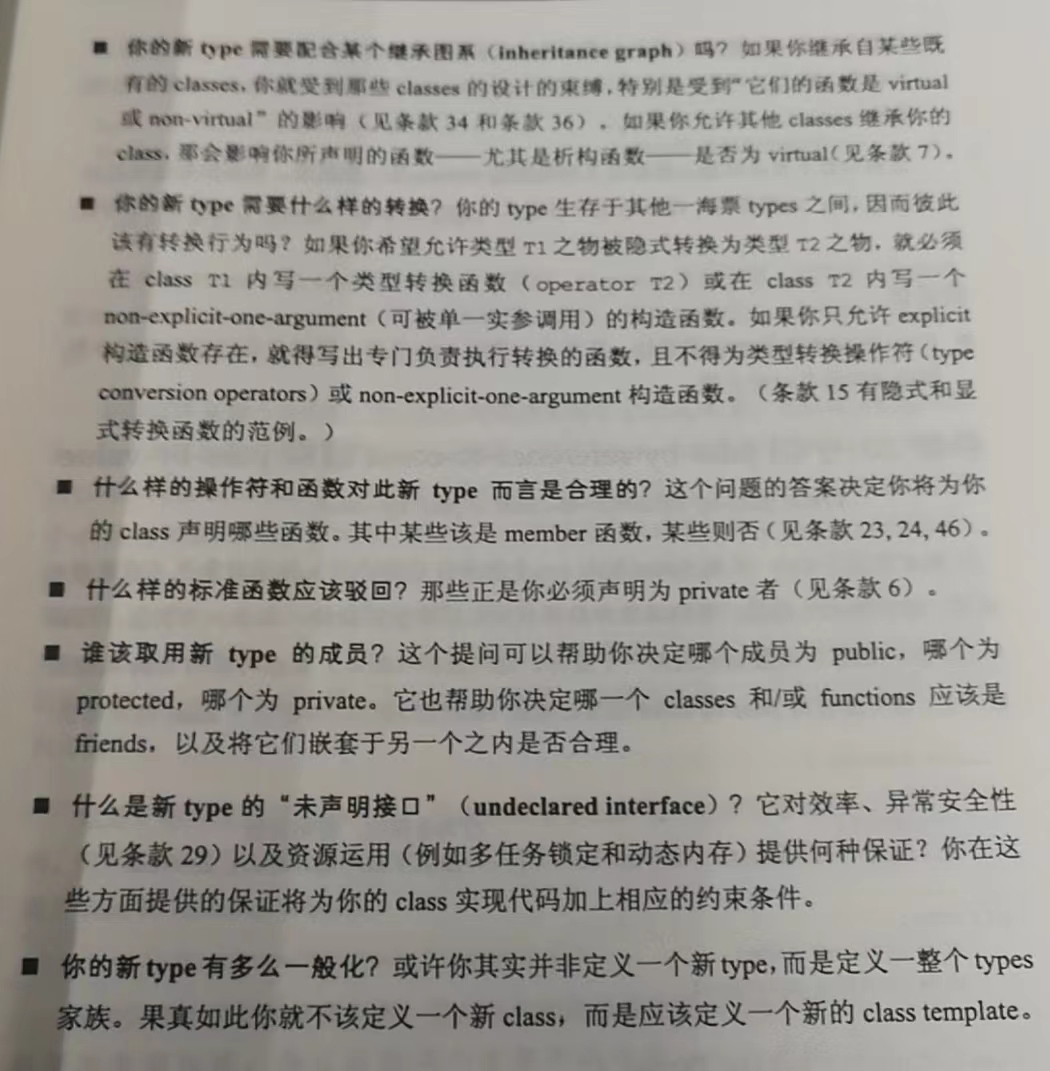 ■ 你的新 type 需要配合某个继承图系（inheritance graph）吗？如果你继承自某些既
有的 classes，你就受到那些 classes 的设计的束缚，特别是受到“它们的函数是 virtual
或 non-virtual”的影响（见条款 34 和条款 36）。如果你允许其他 classes 继承你的
class，那会影响你所声明的函数——尤其是析构函数——是否为 virtual（见条款 7）。
■ 你的新 type 需要什么样的转换？你的 type 生存于其他一海票 types 之间，因而彼此
该有转换行为吗？如果你希望允许类型 T1 之物被隐式转换为类型 T2 之物，就必须
在 class T1 内写一个类型转换函数（operator T2）或在 class T2 内写一个
non-explicit-one-argument（可被单一实参调用）的构造函数。如果你只允许 explicit
构造函数存在，就得写出专门负责执行转换的函数，且不得为类型转换操作符（type
conversion operators）或 non-explicit-one-argument 构造函数。（条款 15 有隐式和显
式转换函数的范例。）
■ 什么样的操作符和函数对此新 type 而言是合理的？这个问题的答案决定你将为你
的 class 声明哪些函数。其中某些该是 member 函数，某些则否（见条款 23, 24, 46）。
■ 什么样的标准函数应该驳回？那些正是你必须声明为 private 者（见条款 6）。
■ 谁该取用新 type 的成员？这个提问可以帮助你决定哪个成员为 public，哪个为
protected，哪个为 private。它也帮助你决定哪一个 classes 和/或 functions 应该是
friends，以及将它们嵌套于另一个之内是否合理。
■ 什么是新 type 的“未声明接口”（undeclared interface）？它对效率、异常安全性
（见条款 29）以及资源运用（例如多任务锁定和动态内存）提供何种保证？你在这
些方面提供的保证将为你的 class 实现代码加上相应的约束条件。
■ 你的新 type 有多么一般化？或许你其实并非定义一个新 type，而是定义一整个 types
家族。果真如此你就不该定义一个新 class，而是应该定义一个新的 class template。